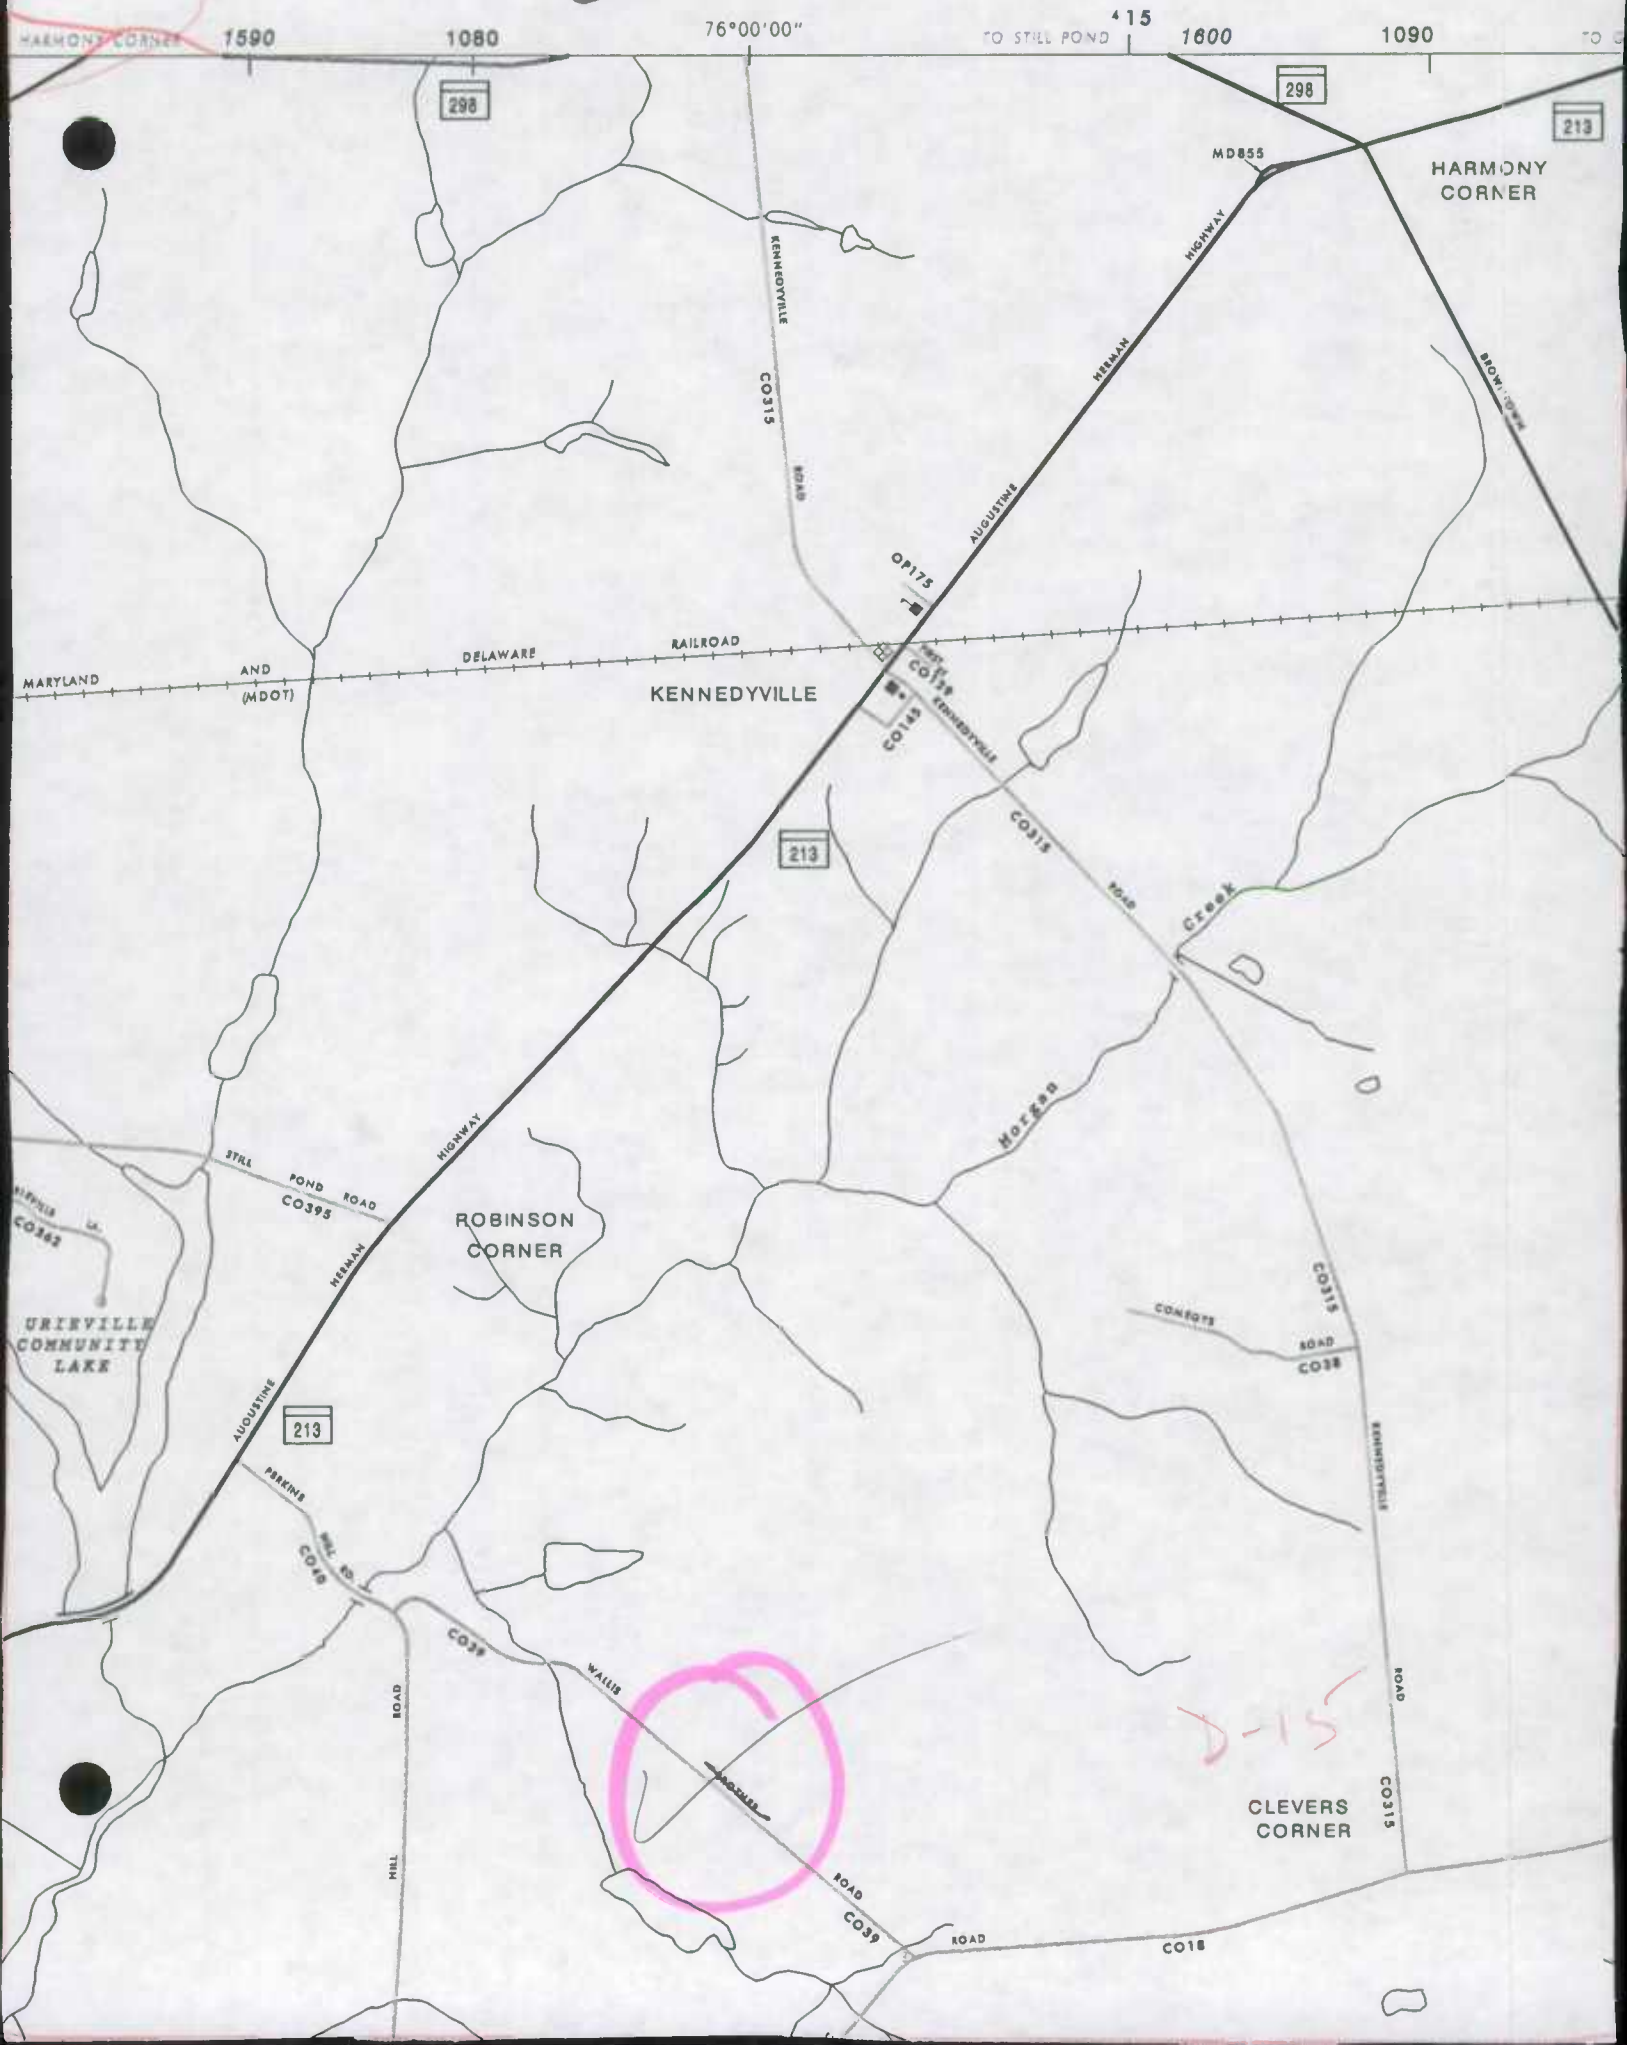 HARMONY CORNER 1590 1080 76°00'00" TO STILL POND 415 1600 1090 TO
298
298
213
MD855
HARMONY
CORNER
KENNEDYVILLE
CO315
ROAD
AUGUSTINE
HERMAN
HIGHWAY
OP175
MARYLAND AND DELAWARE RAILROAD
(MDOT)
KENNEDYVILLE
CO139
CO145
KENNEDYVILLE
CO315
ROAD
213
Creek
Morgan
HIGHWAY
STILL POND ROAD
CO395
CO362
ROBINSON
CORNER
HERMAN
URIEVILLE
COMMUNITY
LAKE
CO315
COMEGYS ROAD
CO38
AUGUSTINE
213
KENNEDYVILLE
PERKINS
HILL RD.
CO40
CO39
WALLIS
ROAD
ROAD
D-15
CLEVERS
CORNER
CO315
HILL
ROAD
CO39
ROAD
CO18